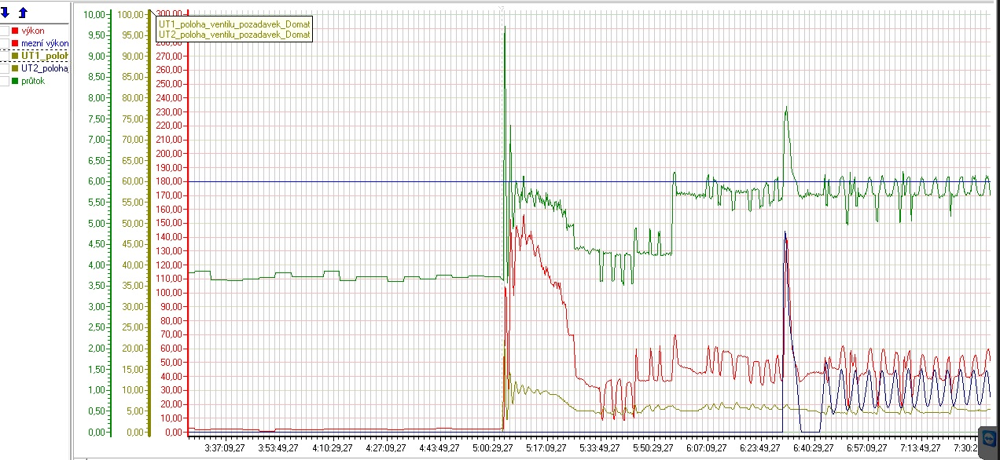 výkon
mezní výkon
UT1_poloh
UT2_poloha
průtok
UT1_poloha_ventilu_pozadavek_Domat
UT2_poloha_ventilu_pozadavek_Domat
10,00 100,00 300,00
9,50 95,00
280,00
9,00 90,00 270,00
260,00
8,50 85,00 250,00
240,00
8,00 80,00
230,00
7,50 75,00 220,00
210,00
7,00 70,00
200,00
6,50 65,00 190,00
6,00 60,00 180,00
170,00
5,50 55,00 160,00
5,00 50,00 150,00
140,00
4,50 45,00
130,00
4,00 40,00 120,00
110,00
3,50 35,00
100,00
3,00 30,00 90,00
80,00
2,50 25,00
70,00
2,00 20,00 60,00
50,00
1,50 15,00
40,00
1,00 10,00 30,00
20,00
0,50 5,00
10,00
0,00 0,00 0,00
3:37:09,27 3:53:49,27 4:10:29,27 4:27:09,27 4:43:49,27 5:00:29,27 5:17:09,27 5:33:49,27 5:50:29,27 6:07:09,27 6:23:49,27 6:40:29,27 6:57:09,27 7:13:49,27 7:30:2